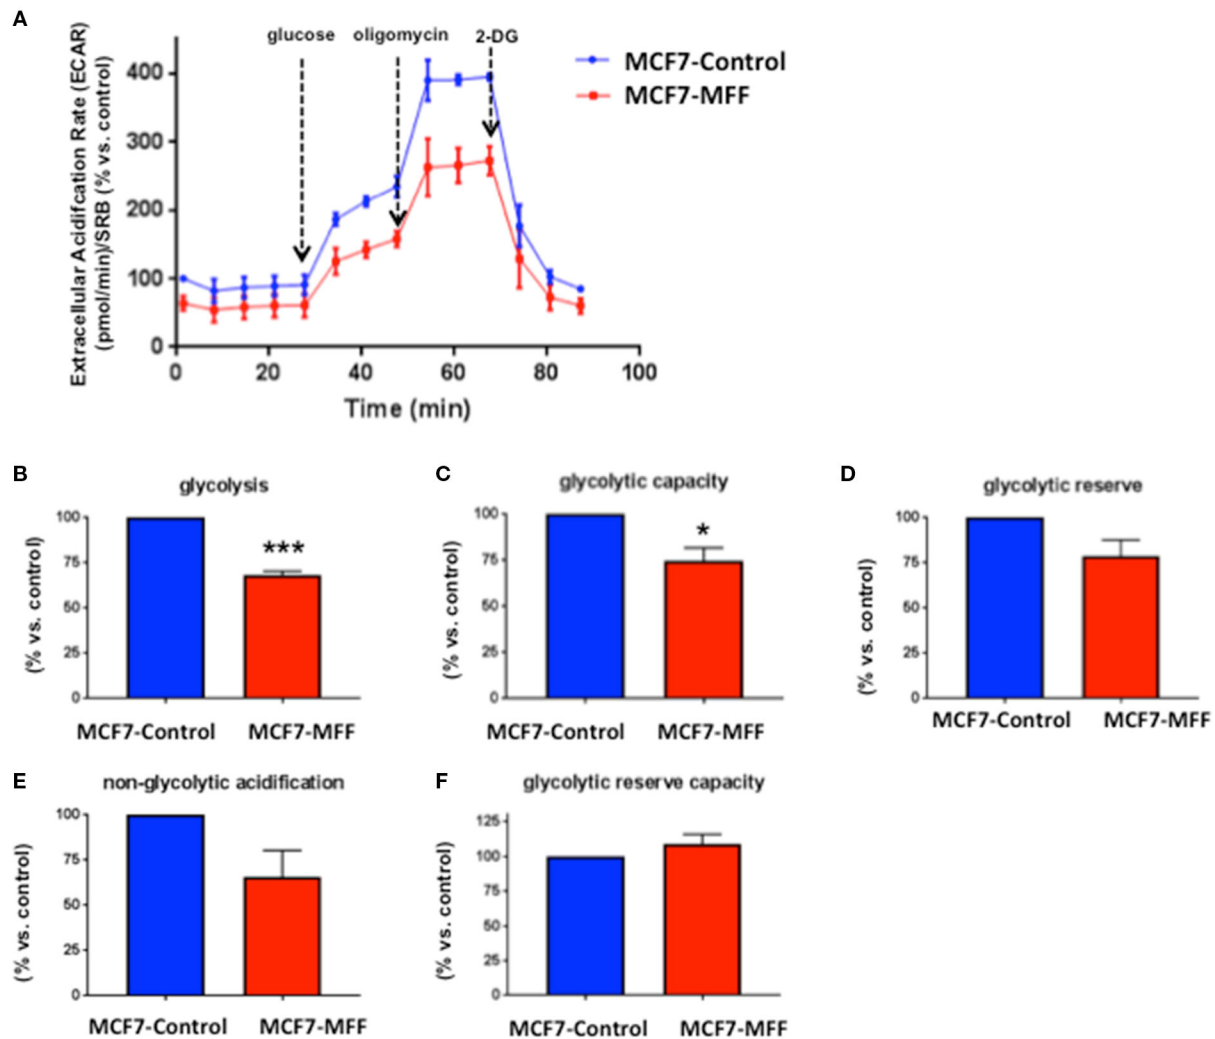 A
Extracellular Acidifcation Rate (ECAR)
(pmol/min)/SRB (% vs. control)
glucose oligomycin 2-DG
MCF7-Control
MCF7-MFF
400
300
200
100
0
0 20 40 60 80 100
Time (min)
B
glycolysis
(% vs. control)
100
75
50
25
0
***
MCF7-Control MCF7-MFF
C
glycolytic capacity
(% vs. control)
100
75
50
25
0
*
MCF7-Control MCF7-MFF
D
glycolytic reserve
(% vs. control)
100
75
50
25
0
MCF7-Control MCF7-MFF
E
non-glycolytic acidification
(% vs. control)
100
75
50
25
0
MCF7-Control MCF7-MFF
F
glycolytic reserve capacity
(% vs. control)
125
100
75
50
25
0
MCF7-Control MCF7-MFF